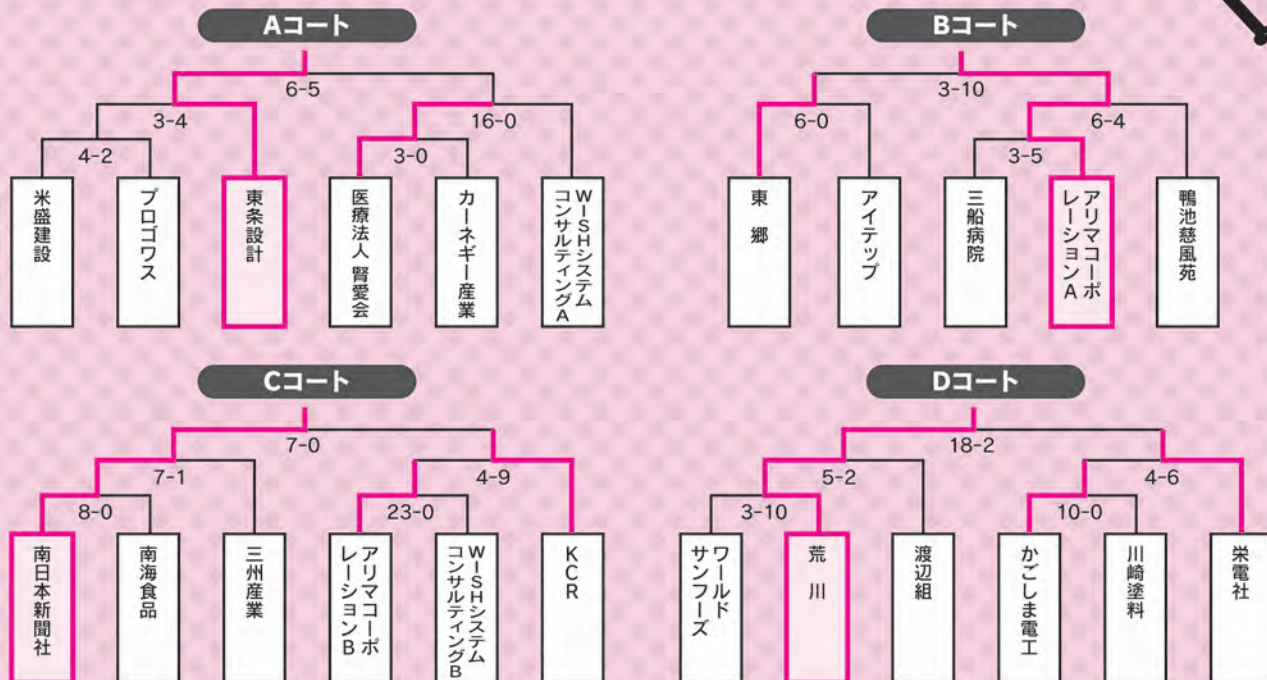 Aコート
6-5
3-4
16-0
4-2
3-0
米盛建設
プロゴワス
東条設計
医療法人 腎愛会
カーネギー産業
WISHシステム
コンサルティングA
Bコート
3-10
6-0
6-4
3-5
東 郷
アイテップ
三船病院
アリマコーポ
レーションA
鴨池慈風苑
Cコート
7-0
7-1
4-9
8-0
23-0
南日本新聞社
南海食品
三州産業
アリマコーポ
レーションB
WISHシステム
コンサルティングB
KCR
Dコート
18-2
5-2
4-6
3-10
10-0
ワールド
サンフーズ
荒 川
渡辺組
かごしま電工
川崎塗料
栄電社